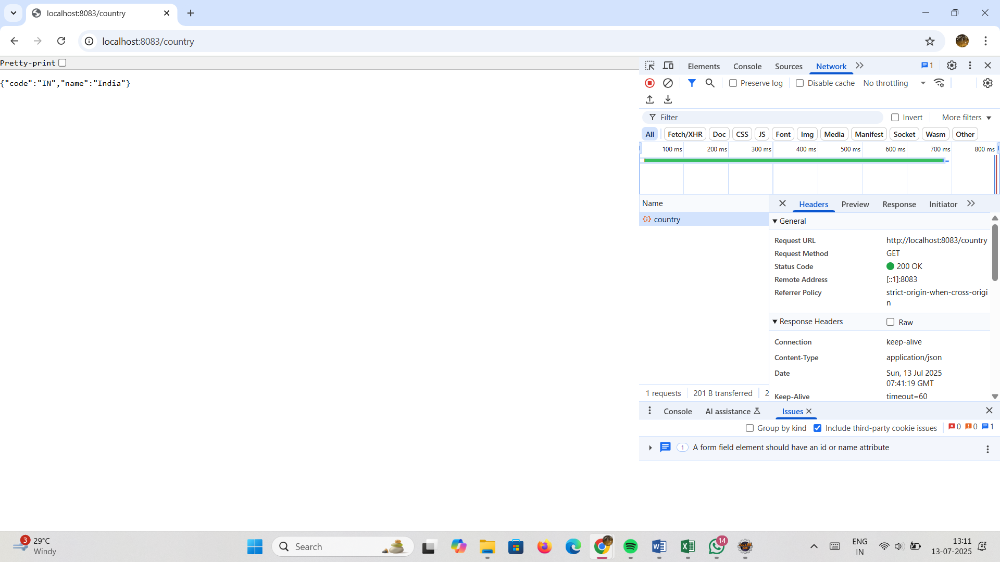 localhost:8083/country
localhost:8083/country
Pretty-print
{"code":"IN","name":"India"}
Elements Console Sources Network 1
Preserve log Disable cache No throttling
Filter Invert More filters
All Fetch/XHR Doc CSS JS Font Img Media Manifest Socket Wasm Other
100 ms 200 ms 300 ms 400 ms 500 ms 600 ms 700 ms 800 ms
Name
country
1 requests 201 B transferred 2
Headers Preview Response Initiator
General
Request URL http://localhost:8083/country
Request Method GET
Status Code 200 OK
Remote Address [::1]:8083
Referrer Policy strict-origin-when-cross-origi
n
Response Headers Raw
Connection keep-alive
Content-Type application/json
Date Sun, 13 Jul 2025
07:41:19 GMT
Keep-Alive timeout=60
Console AI assistance Issues
Group by kind Include third-party cookie issues 0 0 1
1 A form field element should have an id or name attribute
3 29°C
Windy
Search
14
ENG
IN
13:11
13-07-2025